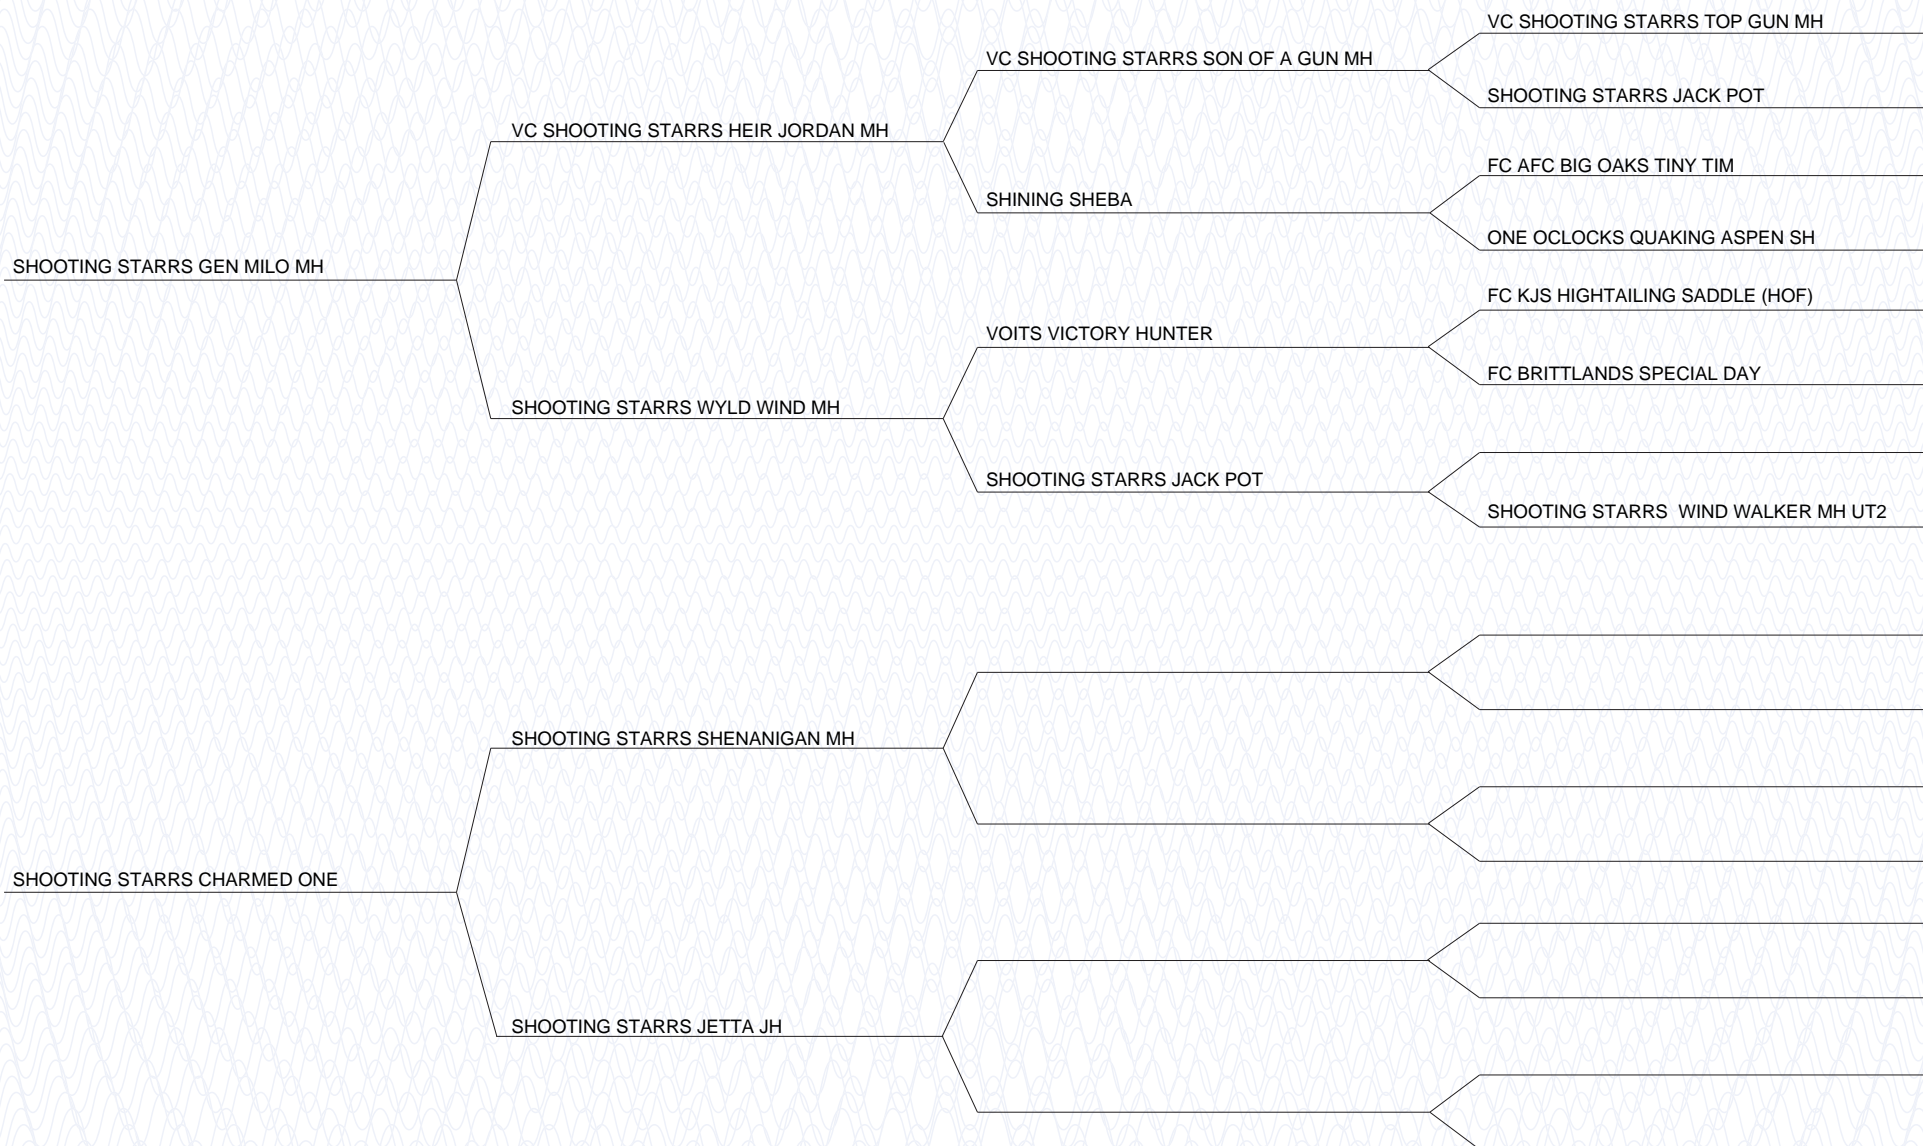 VC SHOOTING STARRS TOP GUN MH
VC SHOOTING STARRS SON OF A GUN MH
SHOOTING STARRS JACK POT
VC SHOOTING STARRS HEIR JORDAN MH
FC AFC BIG OAKS TINY TIM
SHINING SHEBA
ONE OCLOCKS QUAKING ASPEN SH
SHOOTING STARRS GEN MILO MH
FC KJS HIGHTAILING SADDLE (HOF)
VOITS VICTORY HUNTER
FC BRITTLANDS SPECIAL DAY
SHOOTING STARRS WYLD WIND MH
SHOOTING STARRS JACK POT
SHOOTING STARRS  WIND WALKER MH UT2
SHOOTING STARRS SHENANIGAN MH
SHOOTING STARRS CHARMED ONE
SHOOTING STARRS JETTA JH